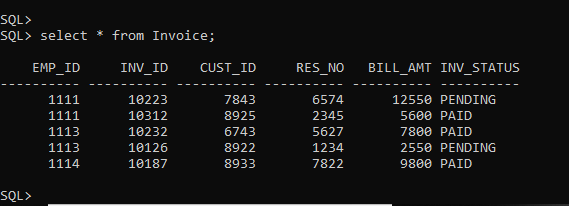 SQL>
SQL> select * from Invoice;
    EMP_ID     INV_ID    CUST_ID     RES_NO   BILL_AMT INV_STATUS
---------- ---------- ---------- ---------- ---------- ----------
      1111      10223       7843       6574      12550 PENDING
      1111      10312       8925       2345       5600 PAID
      1113      10232       6743       5627       7800 PAID
      1113      10126       8922       1234       2550 PENDING
      1114      10187       8933       7822       9800 PAID
SQL>